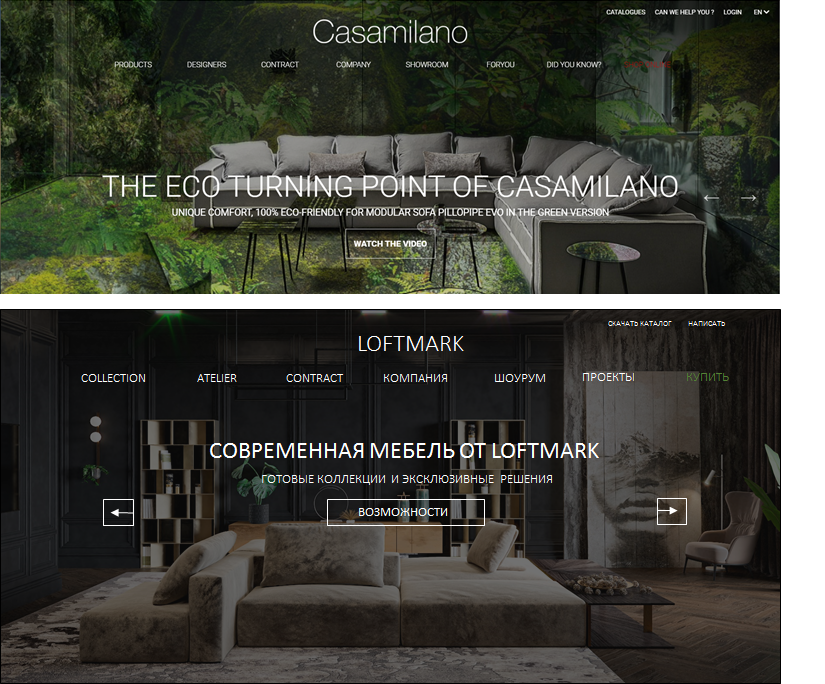 CATALOGUES CAN WE HELP YOU ? LOGIN EN
Casamilano
PRODUCTS DESIGNERS CONTRACT COMPANY SHOWROOM FORYOU DID YOU KNOW?
THE ECO TURNING POINT OF CASAMILANO
UNIQUE COMFORT, 100% ECO-FRIENDLY FOR MODULAR SOFA PILLOPIPE EVO IN THE GREEN VERSION
WATCH THE VIDEO
СКАЧАТЬ КАТАЛОГ НАПИСАТЬ
LOFTMARK
COLLECTION ATELIER CONTRACT КОМПАНИЯ ШОУРУМ ПРОЕКТЫ КУПИТЬ
СОВРЕМЕННАЯ МЕБЕЛЬ ОТ LOFTMARK
ГОТОВЫЕ КОЛЛЕКЦИИ И ЭКСКЛЮЗИВНЫЕ РЕШЕНИЯ
ВОЗМОЖНОСТИ